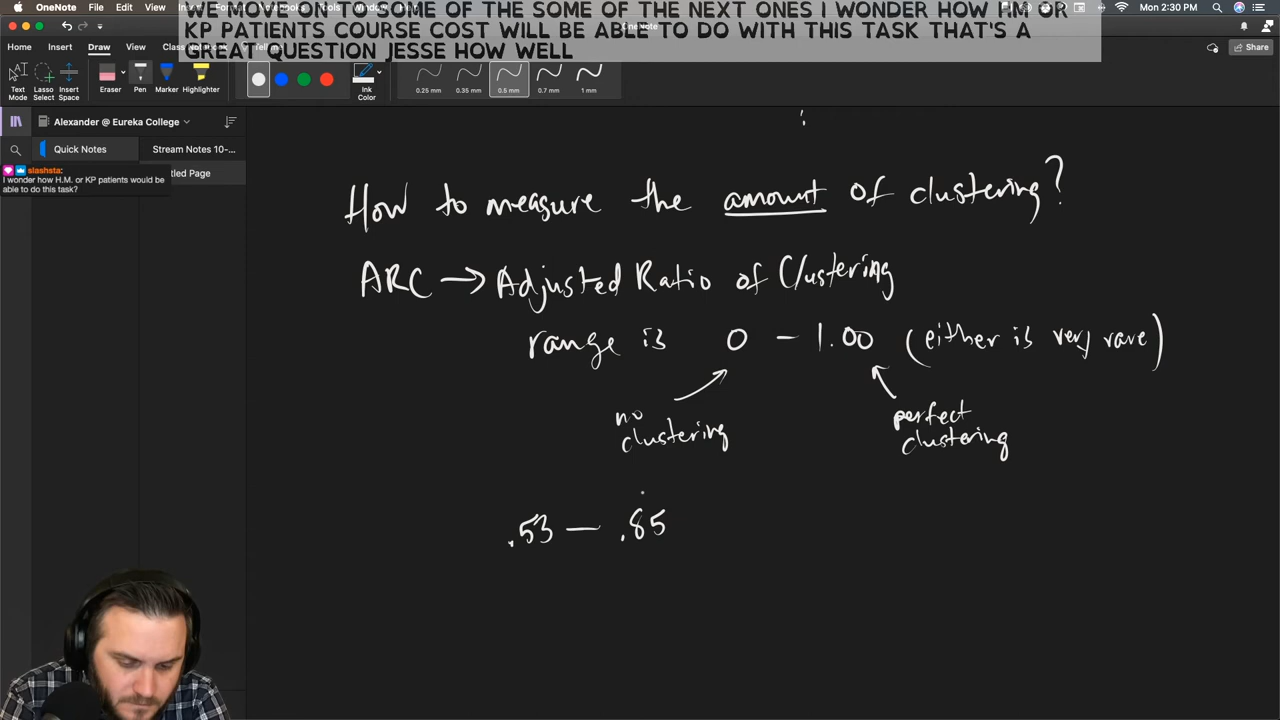 WE MOVE ON TO SOME OF THE SOME OF THE NEXT ONES I WONDER HOW HM OR
KP PATIENTS COURSE COST WILL BE ABLE TO DO WITH THIS TASK THAT'S A
GREAT QUESTION JESSE HOW WELL
OneNote File Edit View Insert
Mon 2:30 PM
OneNote
Home Insert Draw View
Share
Text Mode
Lasso Select
Insert Space
Eraser
Pen
Marker
Highlighter
Ink Color
0.25 mm
0.35 mm
0.5 mm
0.7 mm
1 mm
Alexander @ Eureka College
Quick Notes
Stream Notes 10-...
slashsta:
I wonder how H.M. or KP patients would be
able to do this task?
tled Page
How to measure the amount of clustering?
ARC → Adjusted Ratio of Clustering
range is 0 – 1.00 (either is very rare)
no
clustering
perfect
clustering
.53 — .85